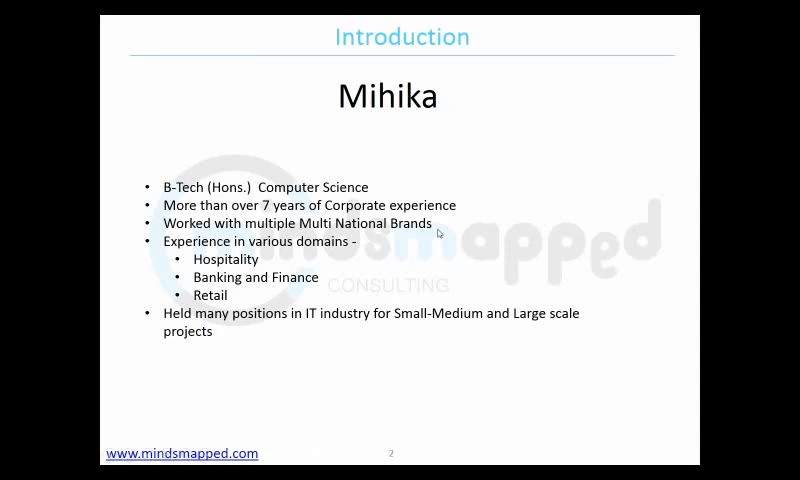 Introduction
Mihika
• B-Tech (Hons.)  Computer Science
• More than over 7 years of Corporate experience
• Worked with multiple Multi National Brands
• Experience in various domains -
• Hospitality
• Banking and Finance
• Retail
• Held many positions in IT industry for Small-Medium and Large scale
projects
mindsmapped
CONSULTING
www.mindsmapped.com
2